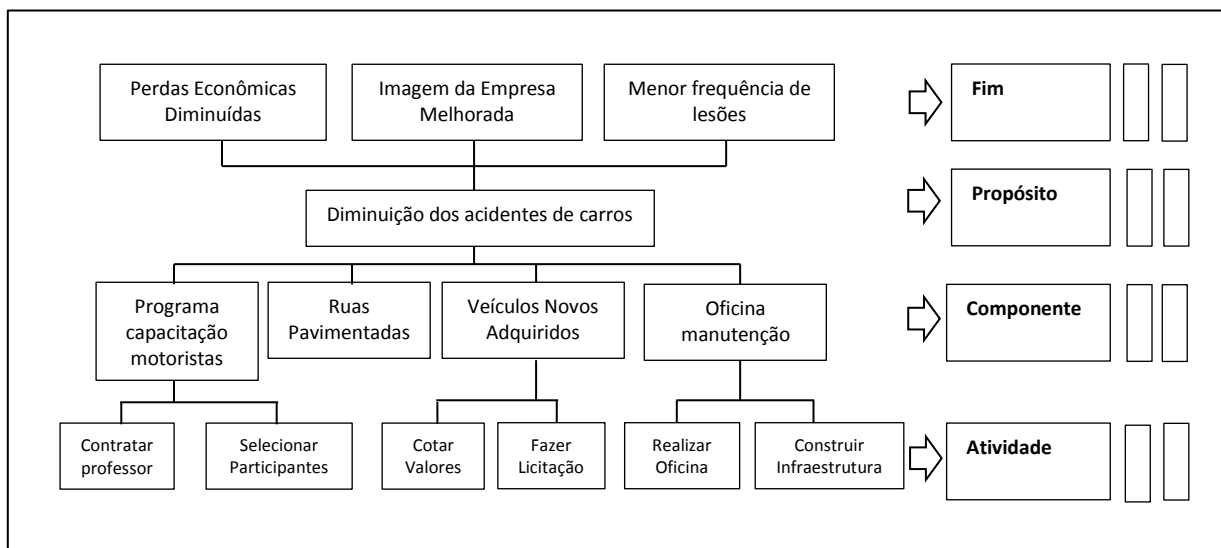 Perdas Econômicas
Diminuídas
Imagem da Empresa
Melhorada
Menor frequência de
lesões
Fim
Diminuição dos acidentes de carros
Propósito
Programa
capacitação
motoristas
Ruas
Pavimentadas
Veículos Novos
Adquiridos
Oficina
manutenção
Componente
Contratar
professor
Selecionar
Participantes
Cotar
Valores
Fazer
Licitação
Realizar
Oficina
Construir
Infraestrutura
Atividade